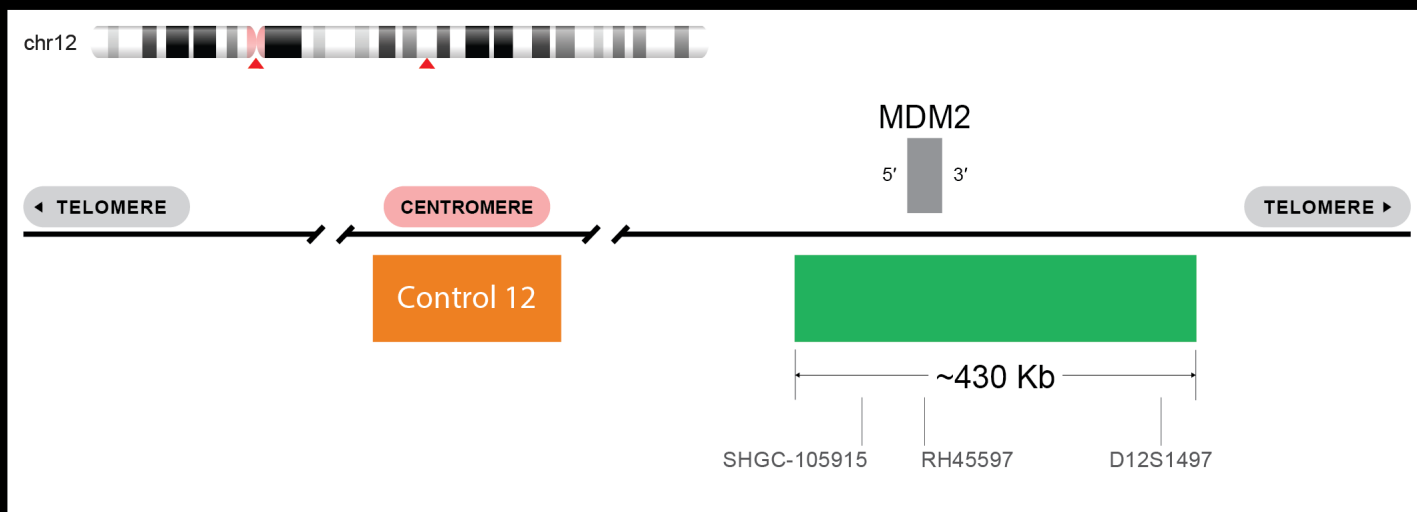 chr12
MDM2
5′ 3′
◄ TELOMERE
CENTROMERE
TELOMERE ►
Control 12
~430 Kb
SHGC-105915
RH45597
D12S1497